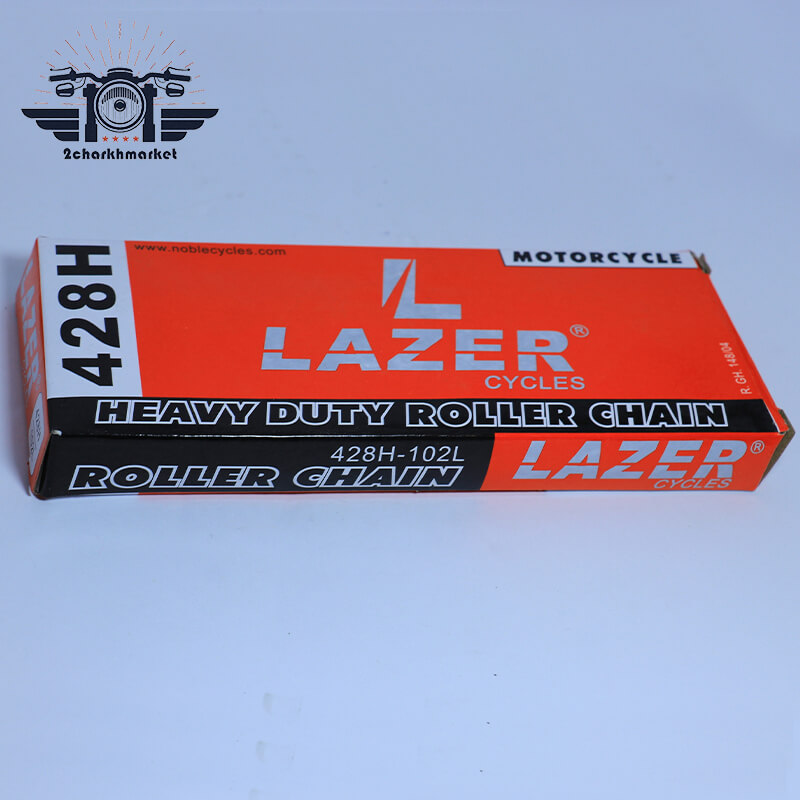 2charkhmarket
www.noblecycles.com
MOTORCYCLE
428H
LAZER®
CYCLES
R. GH. 148/04
HEAVY DUTY ROLLER CHAIN
428H-102L
ROLLER CHAIN
LAZER®
CYCLES